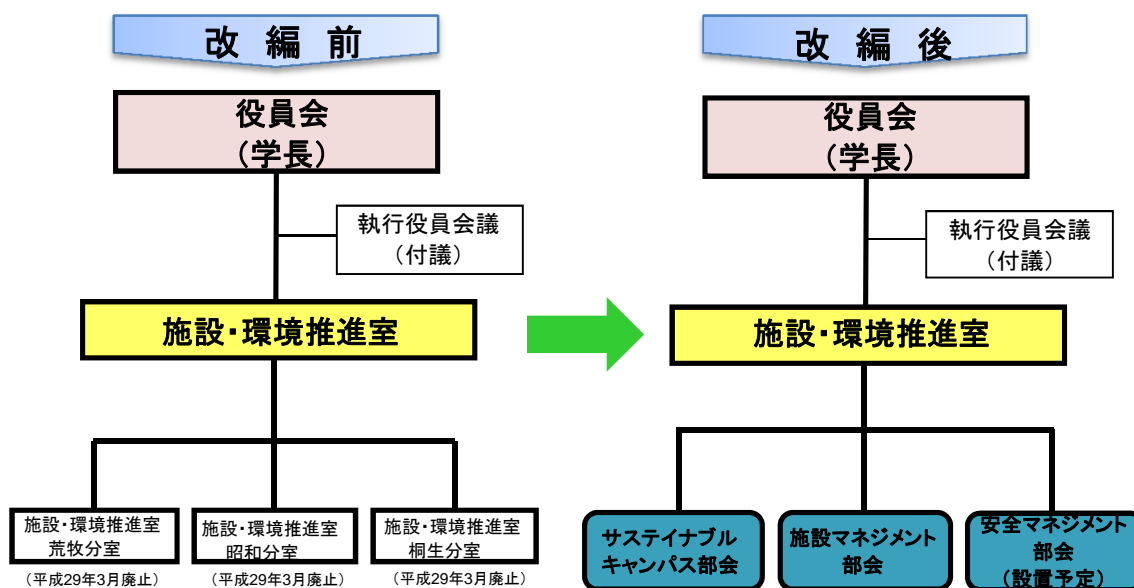 改 編 前
役員会
(学長)
執行役員会議
(付議)
施設・環境推進室
施設・環境推進室
荒牧分室
(平成29年3月廃止)
施設・環境推進室
昭和分室
(平成29年3月廃止)
施設・環境推進室
桐生分室
(平成29年3月廃止)
改 編 後
役員会
(学長)
執行役員会議
(付議)
施設・環境推進室
サステイナブル
キャンパス部会
施設マネジメント
部会
安全マネジメント
部会
(設置予定)